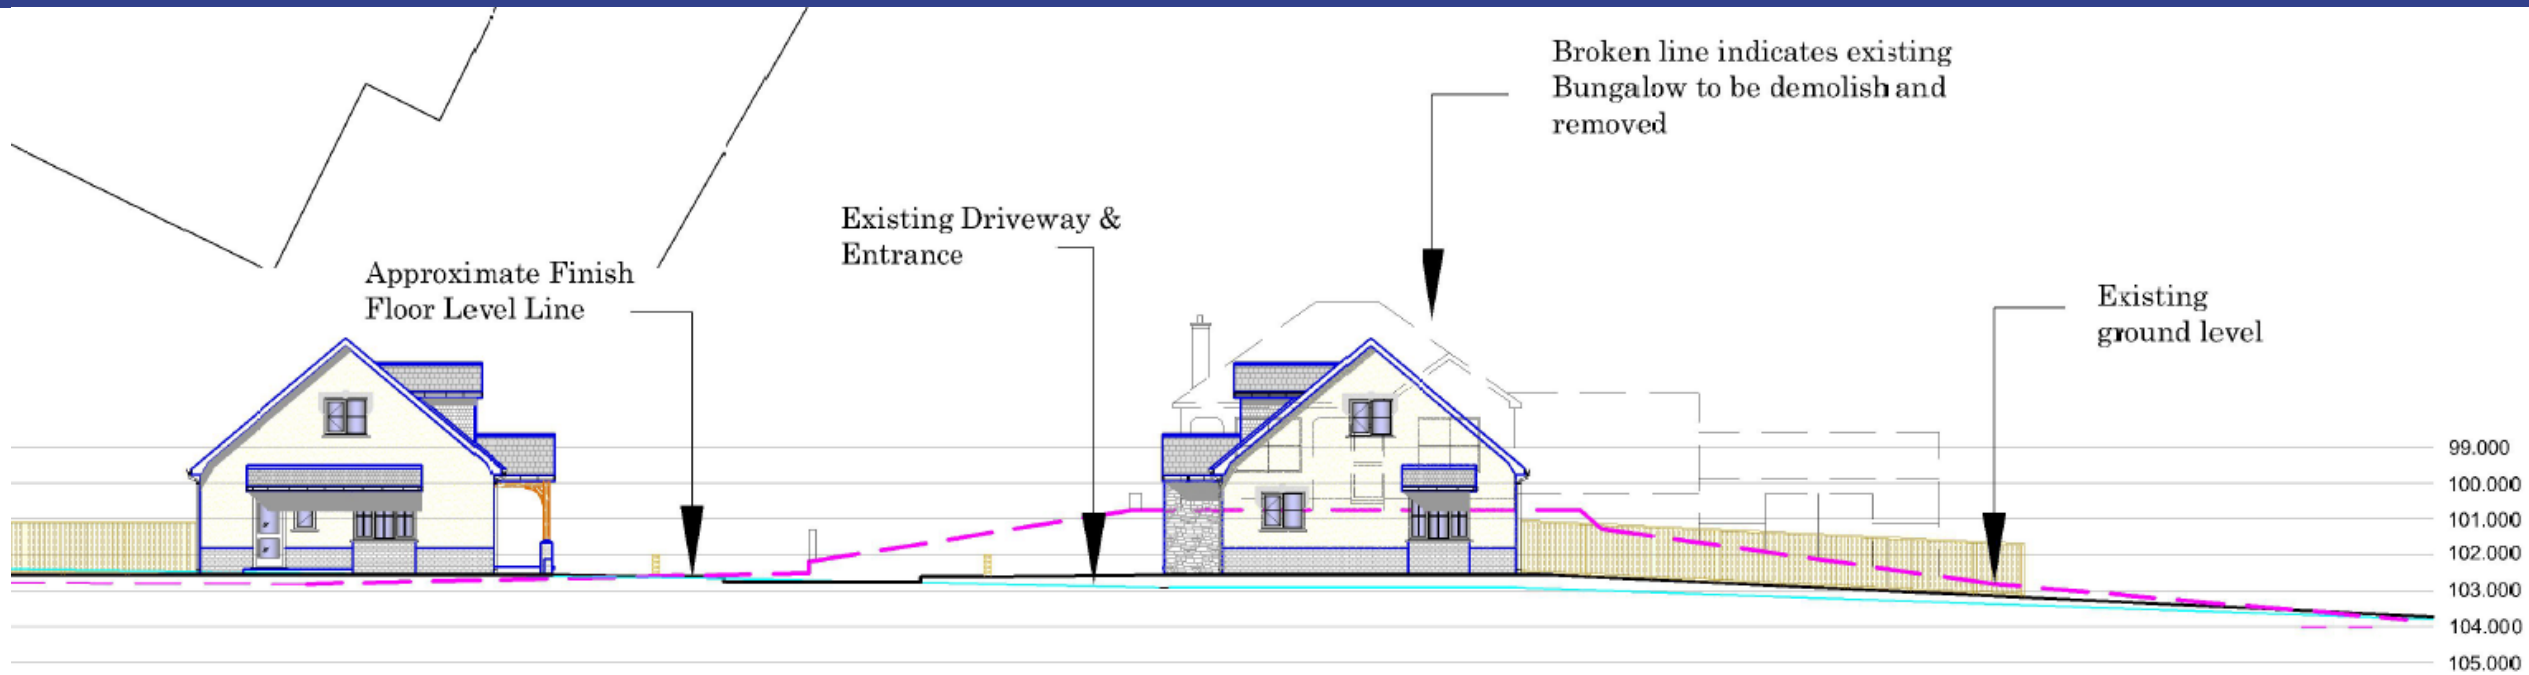 Broken line indicates existing
Bungalow to be demolish and
removed
Existing Driveway &
Entrance
Approximate Finish
Floor Level Line
Existing
ground level
99.000
100.000
101.000
102.000
103.000
104.000
105.000